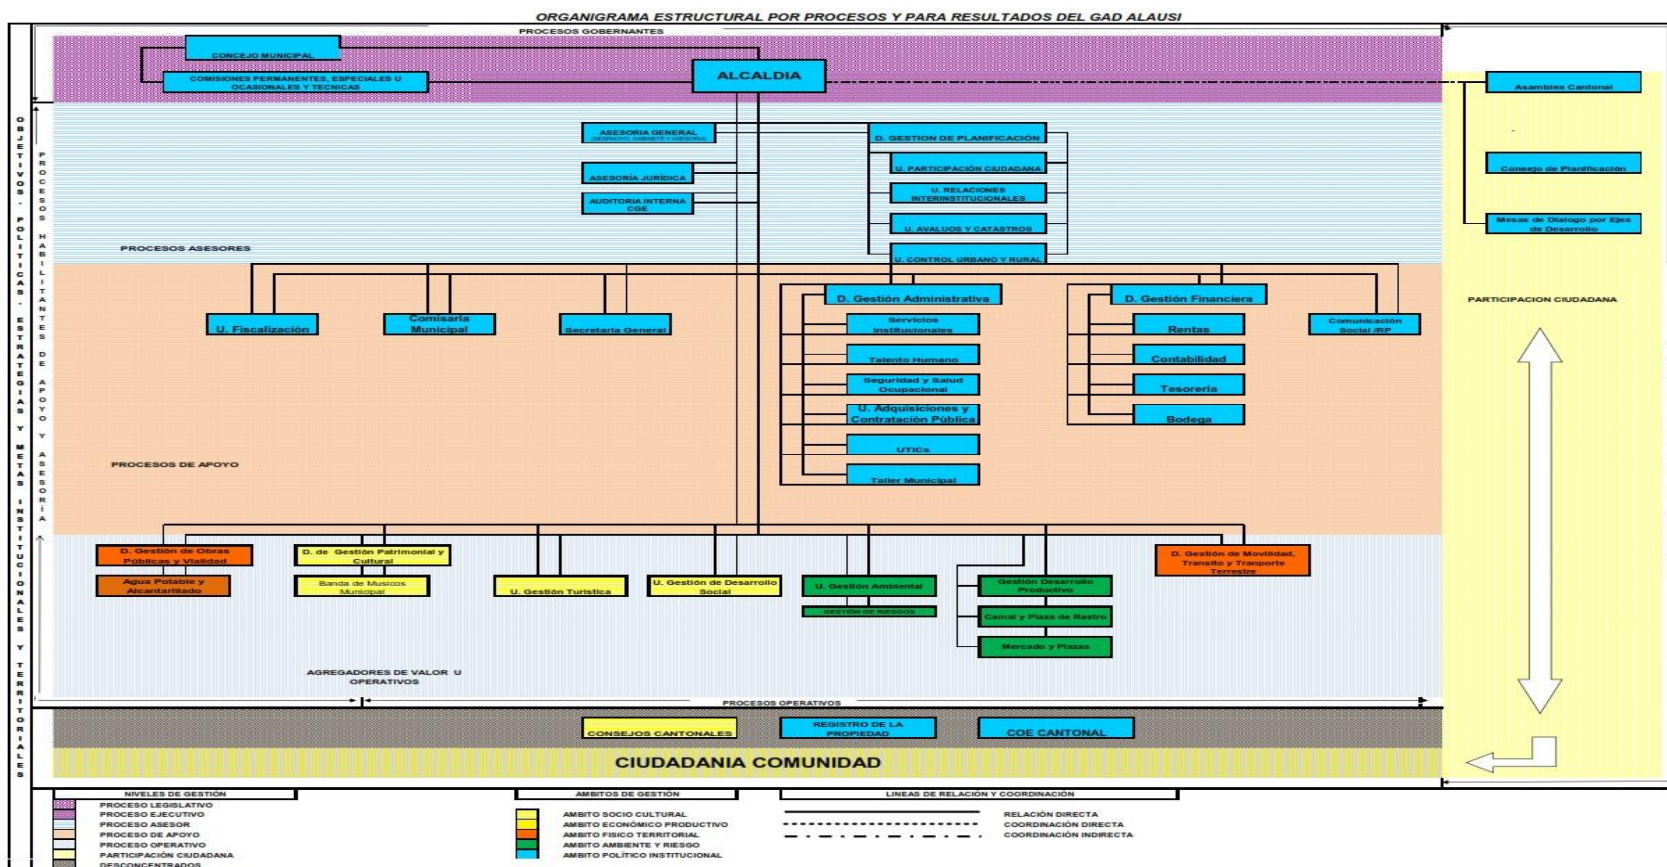 ORGANIGRAMA ESTRUCTURAL POR PROCESOS Y PARA RESULTADOS DEL GAD ALAUSI
PROCESOS GOBERNANTES
CONCEJO MUNICIPAL
COMISIONES PERMANENTES, ESPECIALES U
OCASIONALES Y TECNICAS
ALCALDIA
Asamblea Cantonal
OBJETIVOS - POLITICAS - ESTRATEGIAS Y METAS INSTITUCIONALES Y TERRITORIALES
PROCESOS HABILITANTES DE APOYO Y ASESORÍA
ASESORIA GENERAL
(DESPACHO, GABINETE Y ASESORIA)
D. GESTION DE PLANIFICACIÓN
U. PARTICIPACIÓN CIUDADANA
Consejo de Planificación
ASESORÍA JURÍDICA
U. RELACIONES
INTERINSTITUCIONALES
AUDITORIA INTERNA
CGE
U. AVALUOS Y CATASTROS
Mesas de Dialogo por Ejes
de Desarrollo
PROCESOS ASESORES
U. CONTROL URBANO Y RURAL
D. Gestión Administrativa
D. Gestión Financiera
PARTICIPACION CIUDADANA
U. Fiscalización
Comisaria
Municipal
Secretaría General
Servicios
Institucionales
Rentas
Comunicación
Social /RP
Talento Humano
Contabilidad
Seguridad y Salud
Ocupacional
Tesorería
U. Adquisiciones y
Contratación Pública
Bodega
UTICs
PROCESOS DE APOYO
Taller Municipal
D. Gestión de Obras
Públicas y Vialidad
D. de Gestión Patrimonial y
Cultural
D. Gestión de Movilidad,
Transito y Tranporte
Terrestre
Agua Potable y
Alcantarillado
Banda de Musicos
Municipal
U. Gestión Turística
U. Gestión de Desarrollo
Social
U. Gestión Ambiental
Gestión Desarrollo
Productivo
GESTIÓN DE RIESGOS
Camal y Plaza de Rastro
Mercado y Plazas
AGREGADORES DE VALOR U
OPERATIVOS
PROCESOS OPERATIVOS
CONSEJOS CANTONALES
REGISTRO DE LA
PROPIEDAD
COE CANTONAL
CIUDADANIA COMUNIDAD
NIVELES DE GESTIÓN
PROCESO LEGISLATIVO
PROCESO EJECUTIVO
PROCESO ASESOR
PROCESO DE APOYO
PROCESO OPERATIVO
PARTICIPACIÓN CIUDADANA
DESCONCENTRADOS
AMBITOS DE GESTIÓN
AMBITO SOCIO CULTURAL
AMBITO ECONÓMICO PRODUCTIVO
AMBITO FISICO TERRITORIAL
AMBITO AMBIENTE Y RIESGO
AMBITO POLÍTICO INSTITUCIONAL
LINEAS DE RELACIÓN Y COORDINACIÓN
RELACIÓN DIRECTA
COORDINACIÓN DIRECTA
COORDINACIÓN INDIRECTA